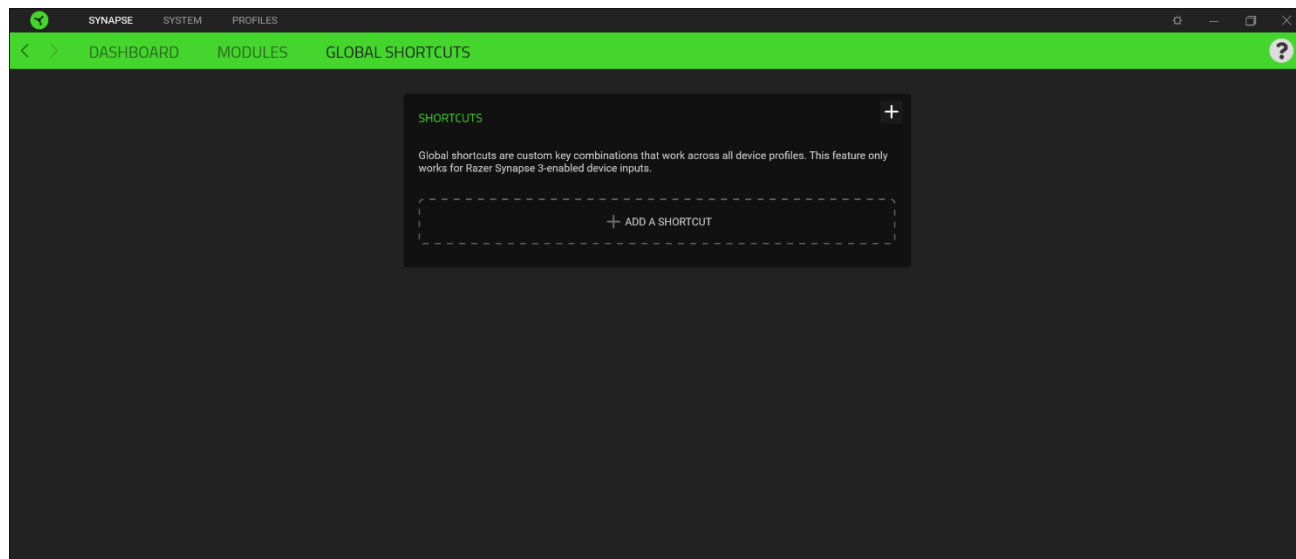 SYNAPSE SYSTEM PROFILES
DASHBOARD MODULES GLOBAL SHORTCUTS ?
SHORTCUTS
Global shortcuts are custom key combinations that work across all device profiles. This feature only
works for Razer Synapse 3-enabled device inputs.
ADD A SHORTCUT